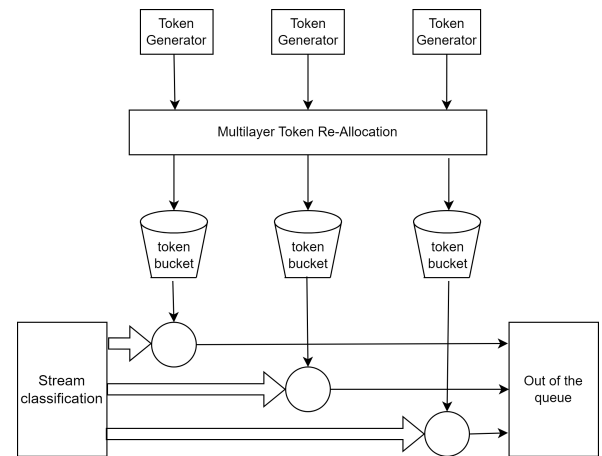 Token
Generator
Token
Generator
Token
Generator
Multilayer Token Re-Allocation
token
bucket
token
bucket
token
bucket
Stream
classification
Out of the
queue